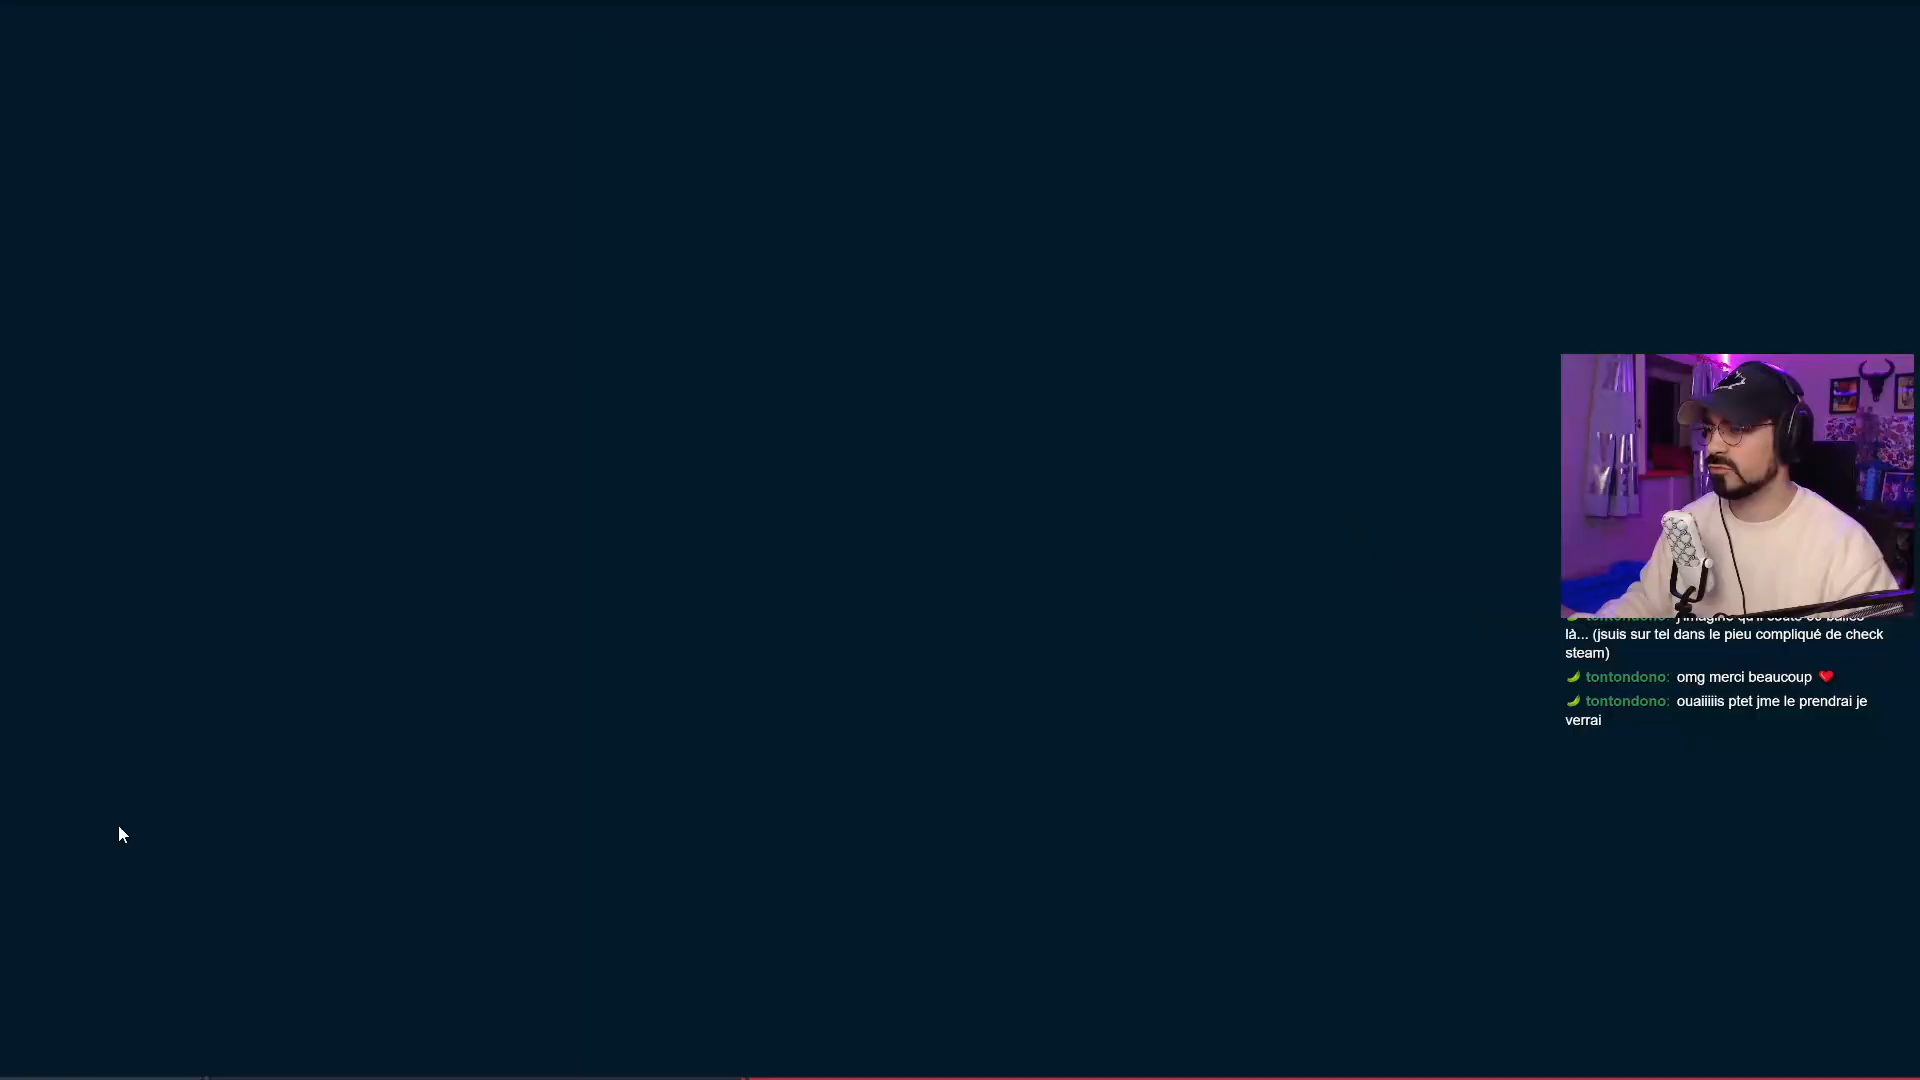 là... (jsuis sur tel dans le pieu compliqué de check
steam)
tontondono: omg merci beaucoup ❤
tontondono: ouaiiiiis ptet jme le prendrai je
verrai